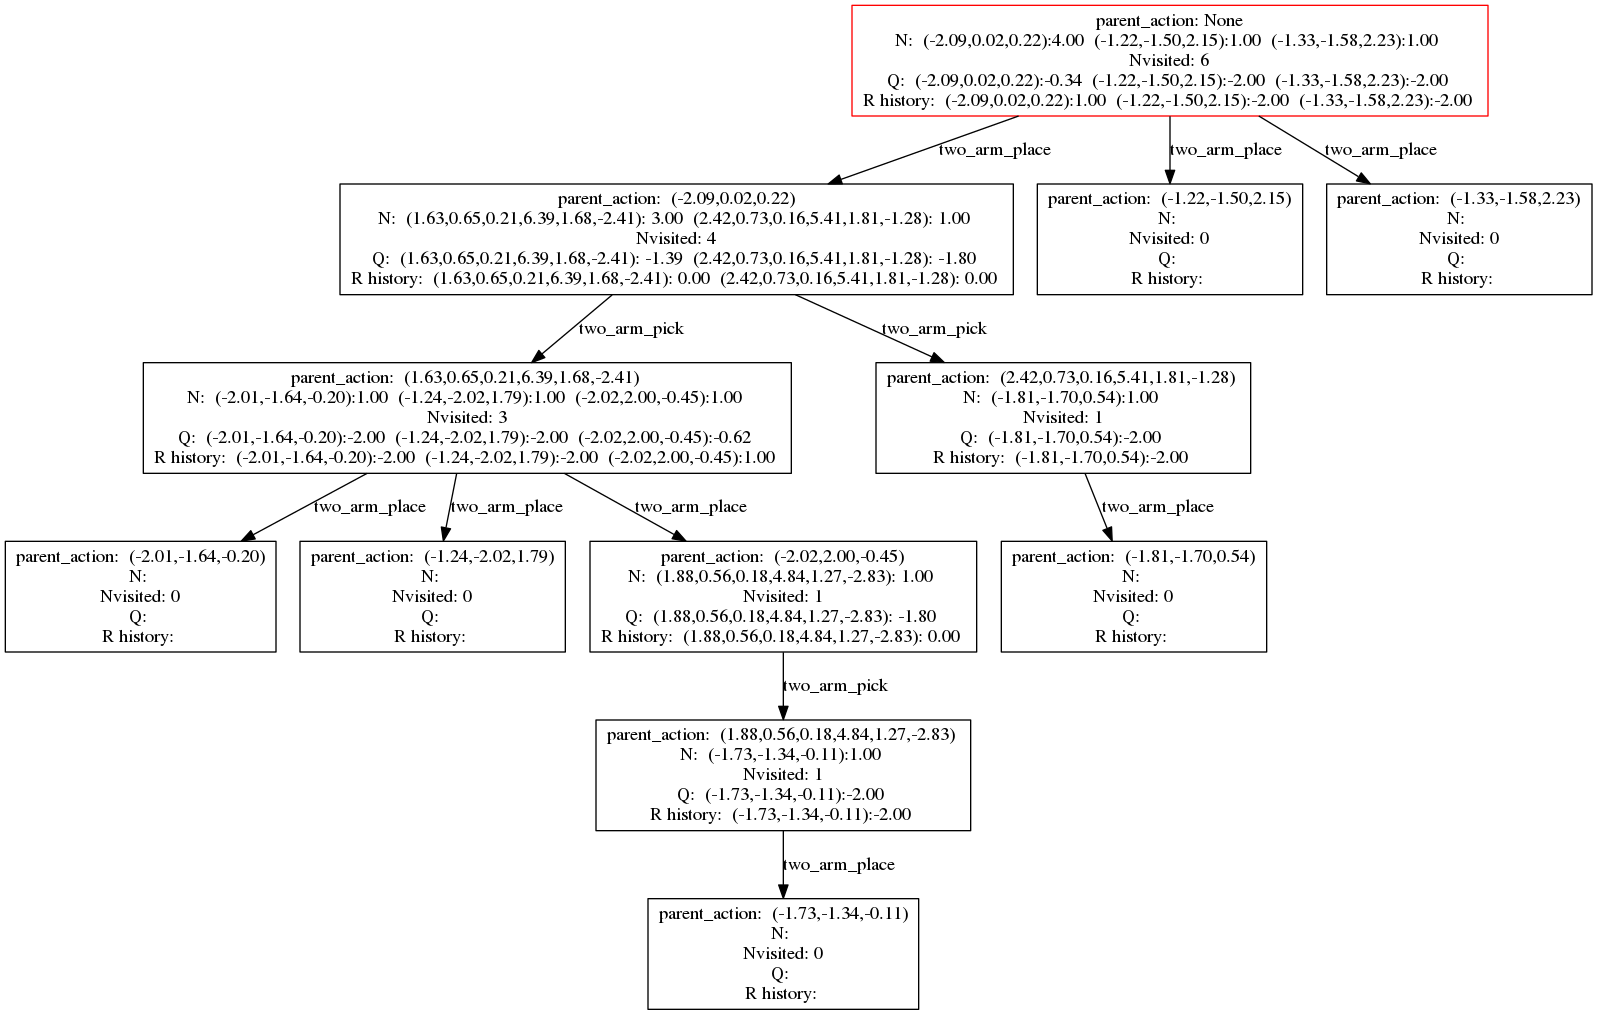 parent_action: None
N: (-2.09,0.02,0.22):4.00 (-1.22,-1.50,2.15):1.00 (-1.33,-1.58,2.23):1.00
Nvisited: 6
Q: (-2.09,0.02,0.22):-0.34 (-1.22,-1.50,2.15):-2.00 (-1.33,-1.58,2.23):-2.00
R history: (-2.09,0.02,0.22):1.00 (-1.22,-1.50,2.15):-2.00 (-1.33,-1.58,2.23):-2.00
two_arm_place
two_arm_place
two_arm_place
parent_action: (-2.09,0.02,0.22)
N: (1.63,0.65,0.21,6.39,1.68,-2.41): 3.00 (2.42,0.73,0.16,5.41,1.81,-1.28): 1.00
Nvisited: 4
Q: (1.63,0.65,0.21,6.39,1.68,-2.41): -1.39 (2.42,0.73,0.16,5.41,1.81,-1.28): -1.80
R history: (1.63,0.65,0.21,6.39,1.68,-2.41): 0.00 (2.42,0.73,0.16,5.41,1.81,-1.28): 0.00
parent_action: (-1.22,-1.50,2.15)
N:
Nvisited: 0
Q:
R history:
parent_action: (-1.33,-1.58,2.23)
N:
Nvisited: 0
Q:
R history:
two_arm_pick
two_arm_pick
parent_action: (1.63,0.65,0.21,6.39,1.68,-2.41)
N: (-2.01,-1.64,-0.20):1.00 (-1.24,-2.02,1.79):1.00 (-2.02,2.00,-0.45):1.00
Nvisited: 3
Q: (-2.01,-1.64,-0.20):-2.00 (-1.24,-2.02,1.79):-2.00 (-2.02,2.00,-0.45):-0.62
R history: (-2.01,-1.64,-0.20):-2.00 (-1.24,-2.02,1.79):-2.00 (-2.02,2.00,-0.45):1.00
parent_action: (2.42,0.73,0.16,5.41,1.81,-1.28)
N: (-1.81,-1.70,0.54):1.00
Nvisited: 1
Q: (-1.81,-1.70,0.54):-2.00
R history: (-1.81,-1.70,0.54):-2.00
two_arm_place
two_arm_place
two_arm_place
two_arm_place
parent_action: (-2.01,-1.64,-0.20)
N:
Nvisited: 0
Q:
R history:
parent_action: (-1.24,-2.02,1.79)
N:
Nvisited: 0
Q:
R history:
parent_action: (-2.02,2.00,-0.45)
N: (1.88,0.56,0.18,4.84,1.27,-2.83): 1.00
Nvisited: 1
Q: (1.88,0.56,0.18,4.84,1.27,-2.83): -1.80
R history: (1.88,0.56,0.18,4.84,1.27,-2.83): 0.00
parent_action: (-1.81,-1.70,0.54)
N:
Nvisited: 0
Q:
R history:
two_arm_pick
parent_action: (1.88,0.56,0.18,4.84,1.27,-2.83)
N: (-1.73,-1.34,-0.11):1.00
Nvisited: 1
Q: (-1.73,-1.34,-0.11):-2.00
R history: (-1.73,-1.34,-0.11):-2.00
two_arm_place
parent_action: (-1.73,-1.34,-0.11)
N:
Nvisited: 0
Q:
R history: